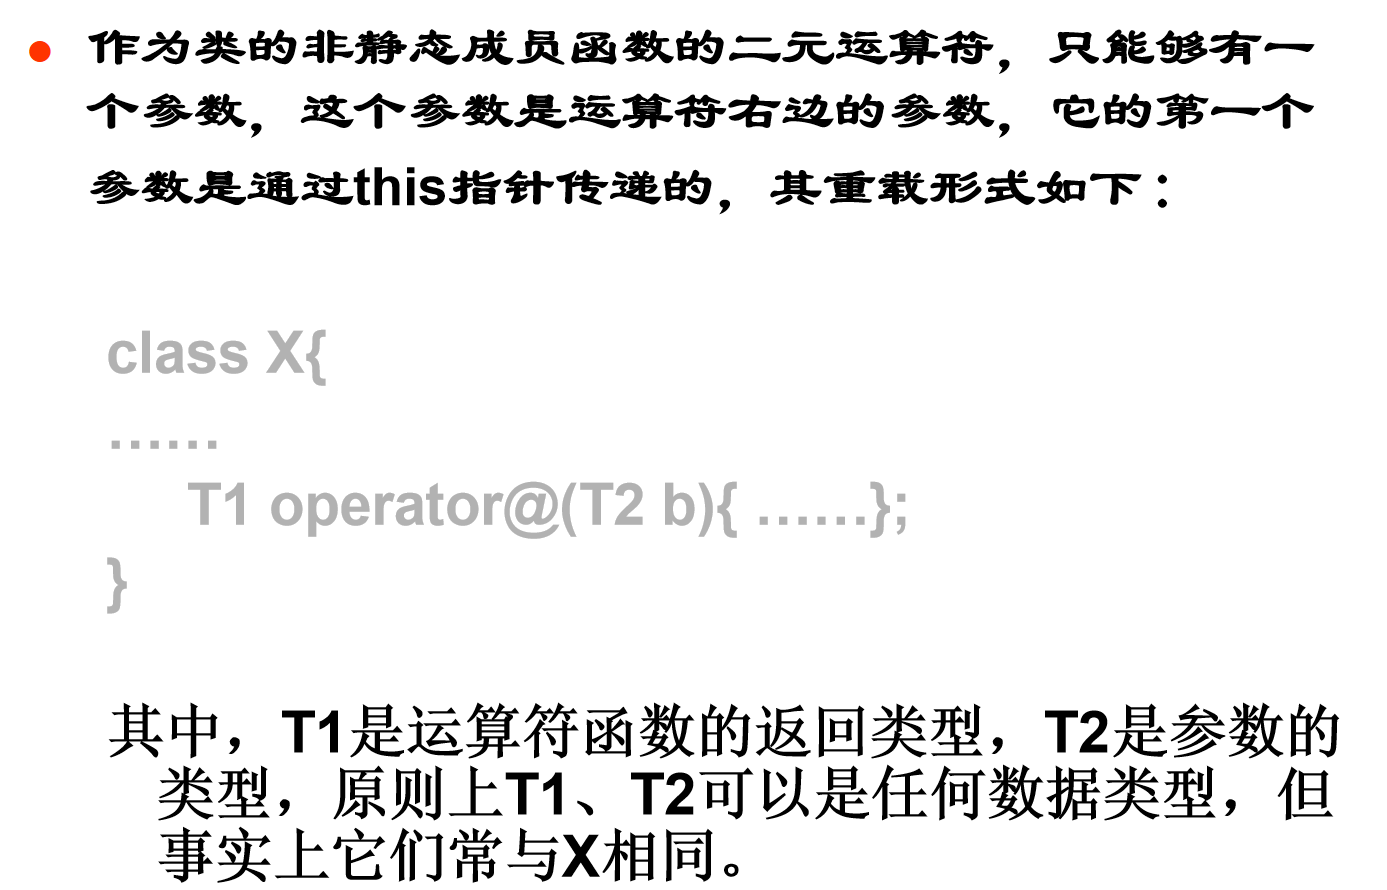 ● 作为类的非静态成员函数的二元运算符，只能够有一
个参数，这个参数是运算符右边的参数，它的第一个
参数是通过this指针传递的，其重载形式如下：
class X{
……
T1 operator@(T2 b){ ……};
}
其中，T1是运算符函数的返回类型，T2是参数的
类型，原则上T1、T2可以是任何数据类型，但
事实上它们常与X相同。